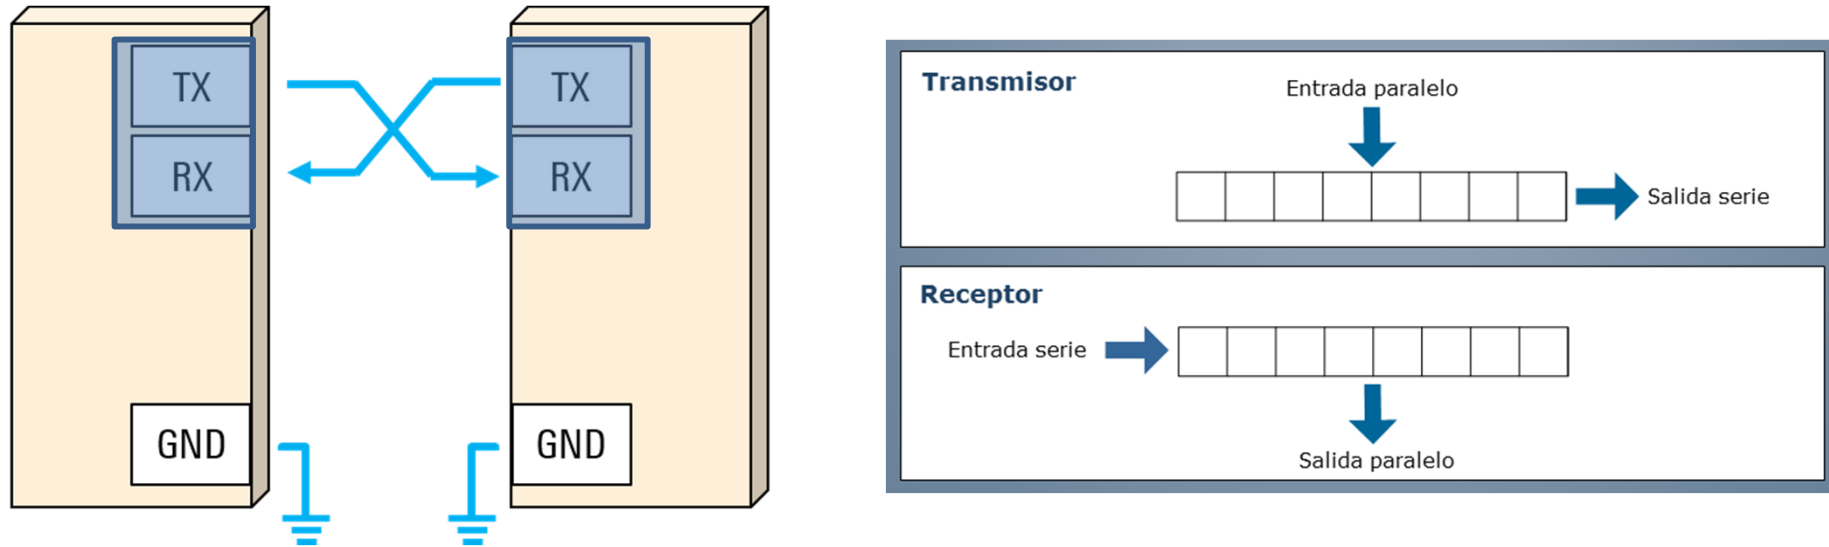 TX
RX
GND
TX
RX
GND
Transmisor
Entrada paralelo
Salida serie
Receptor
Entrada serie
Salida paralelo